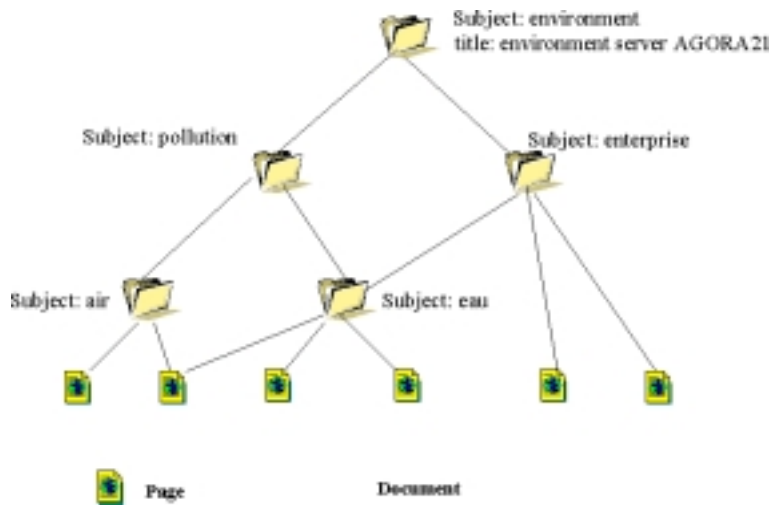 Subject: environment
title: environment server AGORA21
Subject: pollution
Subject: enterprise
Subject: air
Subject: eau
Page
Document